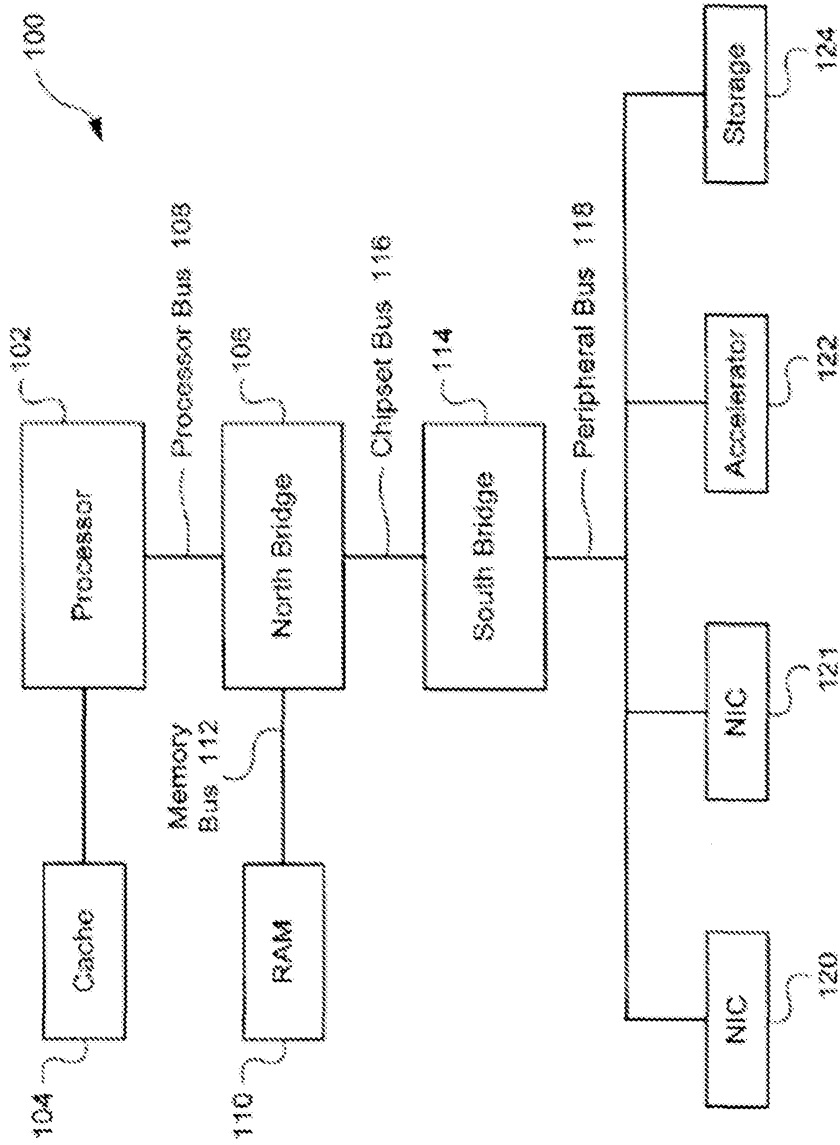 100
102
Processor
Cache
104
Processor Bus 108
106
North Bridge
Memory
Bus 112
RAM
110
Chipset Bus 116
114
South Bridge
Peripheral Bus 118
NIC
120
NIC
121
Accelerator
122
Storage
124